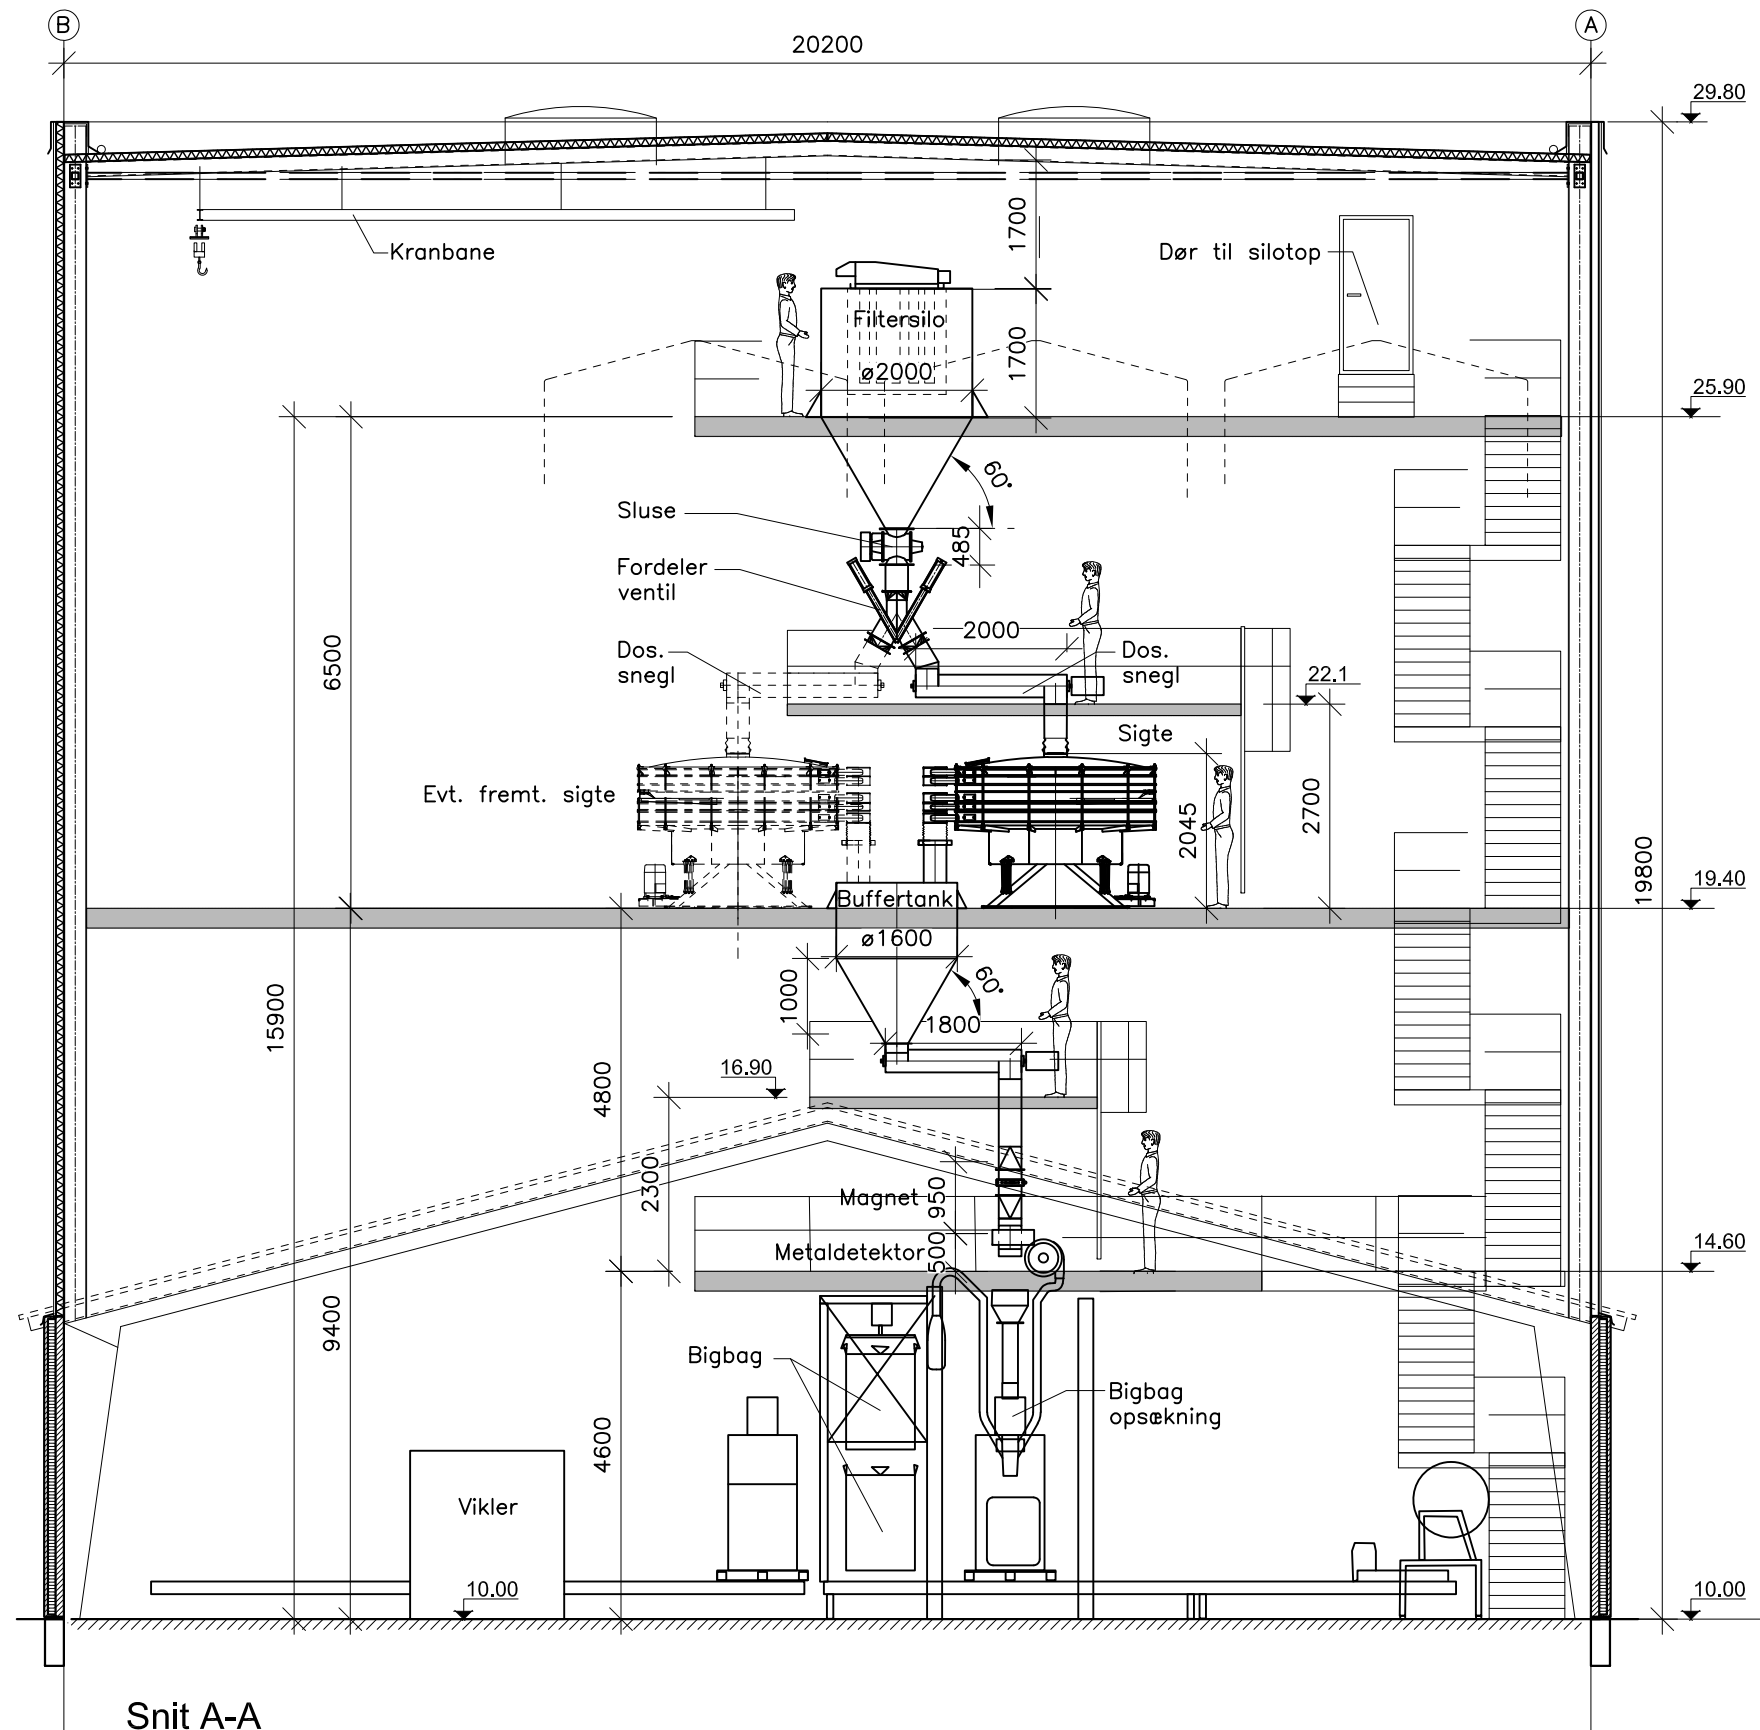 B
A
20200
29.80
1700
Kranbane
Dør til silotop
Filtersilo
ø2000
1700
25.90
60°
Sluse
485
Fordeler
ventil
2000
6500
Dos.
snegl
Dos.
snegl
22.1
Sigte
Evt. fremt. sigte
2045
2700
19800
19.40
Buffertank
ø1600
60°
1000
15900
1800
16.90
4800
2300
Magnet
950
Metaldetektor
500
14.60
9400
Bigbag
Bigbag
opsækning
4600
Vikler
10.00
10.00
Snit A-A